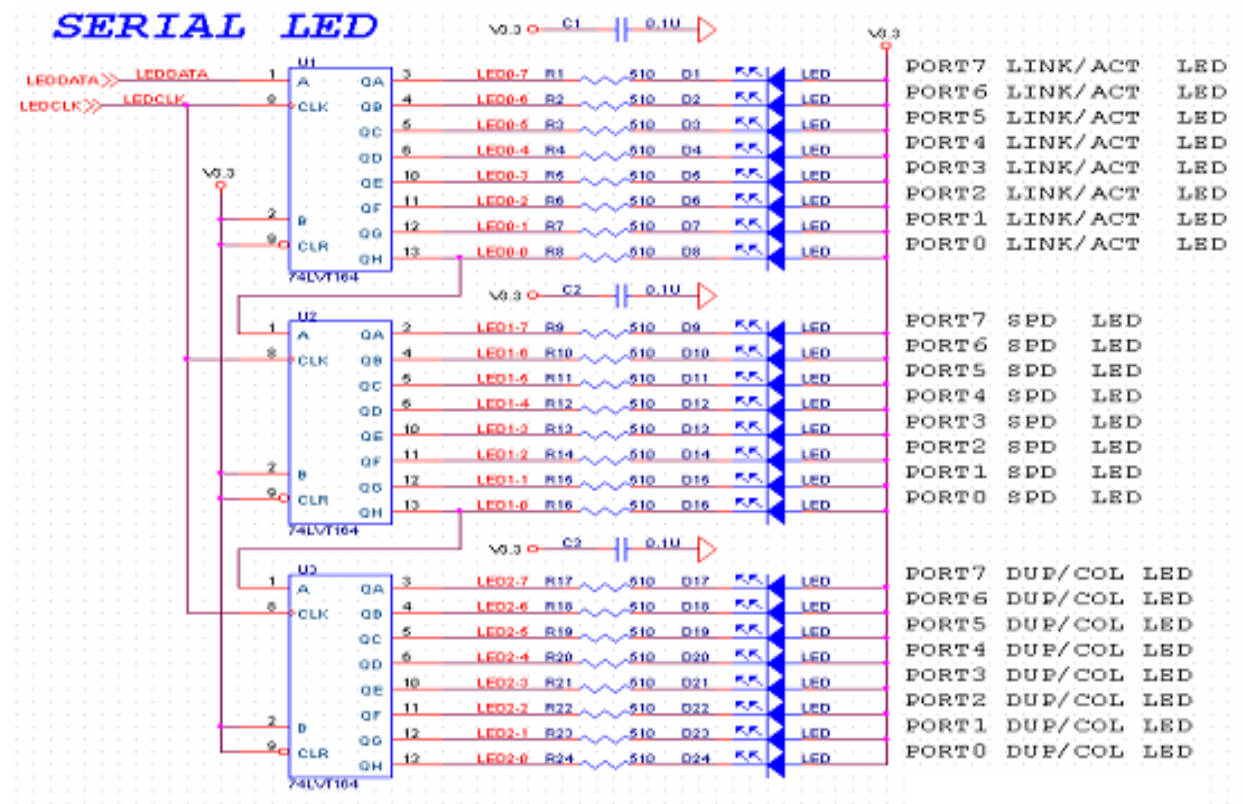 SERIAL LED
V3.3 C1 0.1U V3.3
U1
LEDDATA LEDDATA 1 A QA 3 LED0-7 R1 510 D1 LED PORT7 LINK/ACT LED
LEDCLK LEDCLK 8 CLK QB 4 LED0-6 R2 510 D2 LED PORT6 LINK/ACT LED
QC 5 LED0-5 R3 510 D3 LED PORT5 LINK/ACT LED
QD 6 LED0-4 R4 510 D4 LED PORT4 LINK/ACT LED
V3.3 QE 10 LED0-3 R5 510 D5 LED PORT3 LINK/ACT LED
QF 11 LED0-2 R6 510 D6 LED PORT2 LINK/ACT LED
2 B QG 12 LED0-1 R7 510 D7 LED PORT1 LINK/ACT LED
9 CLR QH 13 LED0-0 R8 510 D8 LED PORT0 LINK/ACT LED
74LVT164
V3.3 C2 0.1U
U2
1 A QA LED1-7 R9 510 D9 LED PORT7 SPD LED
8 CLK QB 4 LED1-6 R10 510 D10 LED PORT6 SPD LED
QC 5 LED1-5 R11 510 D11 LED PORT5 SPD LED
QD 6 LED1-4 R12 510 D12 LED PORT4 SPD LED
QE 10 LED1-3 R13 510 D13 LED PORT3 SPD LED
QF 11 LED1-2 R14 510 D14 LED PORT2 SPD LED
2 B QG 12 LED1-1 510 LED PORT1 SPD LED
9 CLR QH 13 LED1-0 R16 510 D16 LED PORT0 SPD LED
74LVT164
V3.3 C3 0.1U
U3
1 A QA 3 LED2-7 R17 510 D17 LED PORT7 DUP/COL LED
8 CLK QB 4 LED2-6 R18 510 D18 LED PORT6 DUP/COL LED
QC 5 LED2-5 R19 510 D19 LED PORT5 DUP/COL LED
QD 6 LED2-4 R20 510 D20 LED PORT4 DUP/COL LED
QE 10 LED2-3 R21 510 D21 LED PORT3 DUP/COL LED
QF 11 LED2-2 R22 510 D22 LED PORT2 DUP/COL LED
2 B QG 12 LED2-1 R23 510 D23 LED PORT1 DUP/COL LED
9 CLR QH 13 LED2-0 R24 510 D24 LED PORT0 DUP/COL LED
74LVT164